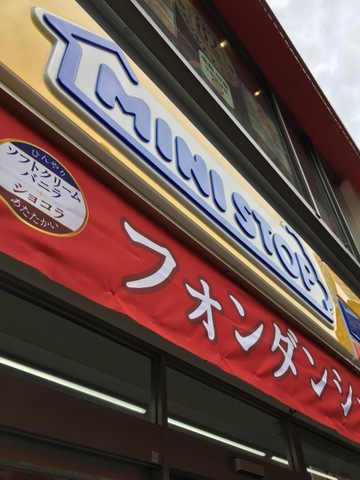 MINI STOP
ひんやり
ソフトクリーム
バニラ
+
ショコラ
あたたかい
フォンダンショ